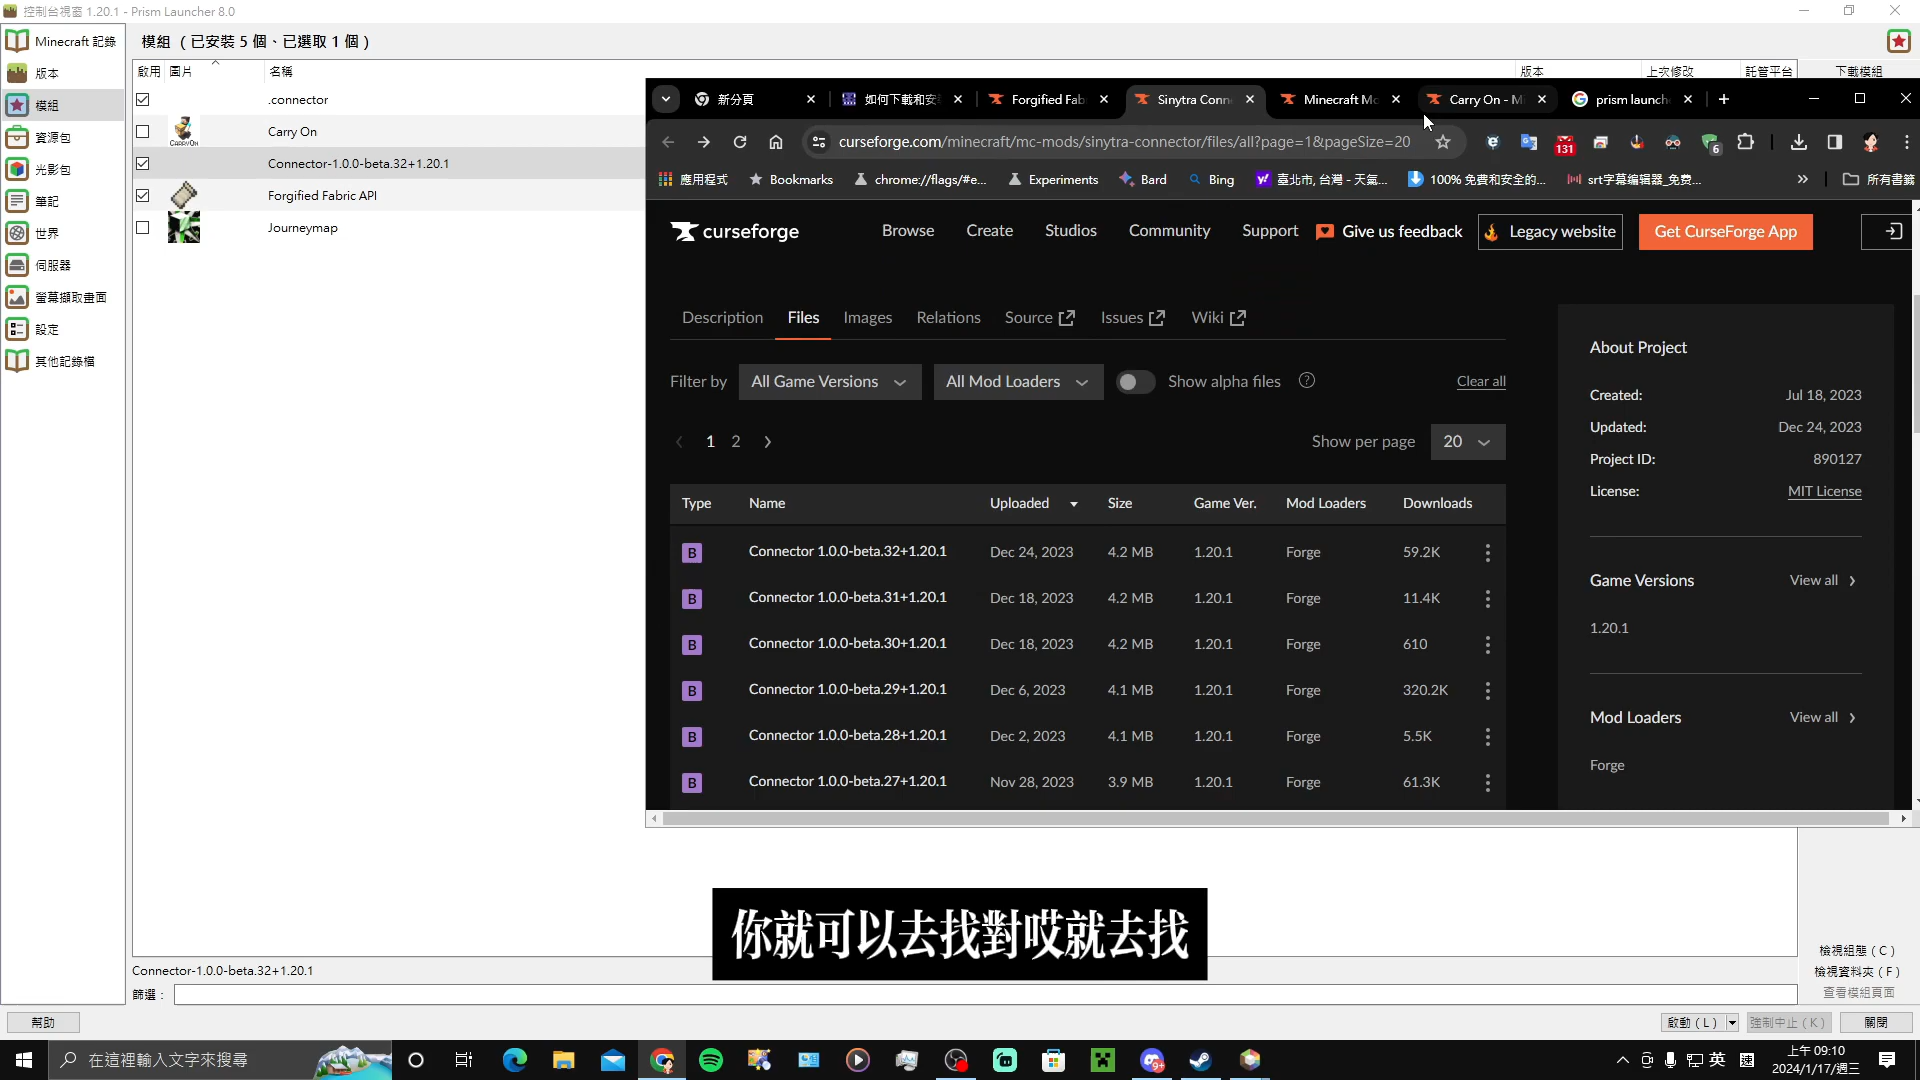 控制台視窗 1.20.1 - Prism Launcher 8.0
Minecraft 記錄
版本
模組
資源包
光影包
筆記
世界
伺服器
螢幕擷取畫面
設定
其他記錄檔
模組 ( 已安裝 5 個、已選取 1 個 )
啟用 圖片 名稱 版本 上次修改 託管平台 下載模組
.connector
Carry On
Connector-1.0.0-beta.32+1.20.1
Forgified Fabric API
Journeymap
新分頁
如何下載和安
Forgified Fab
Sinytra Conn
Minecraft Mo
Carry On - M
prism launch
curseforge.com/minecraft/mc-mods/sinytra-connector/files/all?page=1&pageSize=20
131
6
應用程式
Bookmarks
chrome://flags/#e...
Experiments
Bard
Bing
臺北市, 台灣 - 天氣...
100% 免費和安全的...
srt字幕编辑器_免费...
所有書籤
curseforge
Browse Create Studios Community Support
Give us feedback
Legacy website
Get CurseForge App
Description Files Images Relations Source Issues Wiki
Filter by All Game Versions All Mod Loaders Show alpha files Clear all
1 2
Show per page 20
Type Name Uploaded Size Game Ver. Mod Loaders Downloads
B Connector 1.0.0-beta.32+1.20.1 Dec 24, 2023 4.2 MB 1.20.1 Forge 59.2K
B Connector 1.0.0-beta.31+1.20.1 Dec 18, 2023 4.2 MB 1.20.1 Forge 11.4K
B Connector 1.0.0-beta.30+1.20.1 Dec 18, 2023 4.2 MB 1.20.1 Forge 610
B Connector 1.0.0-beta.29+1.20.1 Dec 6, 2023 4.1 MB 1.20.1 Forge 320.2K
B Connector 1.0.0-beta.28+1.20.1 Dec 2, 2023 4.1 MB 1.20.1 Forge 5.5K
B Connector 1.0.0-beta.27+1.20.1 Nov 28, 2023 3.9 MB 1.20.1 Forge 61.3K
About Project
Created: Jul 18, 2023
Updated: Dec 24, 2023
Project ID: 890127
License: MIT License
Game Versions View all
1.20.1
Mod Loaders View all
Forge
你就可以去找對哎就去找
檢視組態 ( C )
檢視資料夾 ( F )
查看模組頁面
Connector-1.0.0-beta.32+1.20.1
篩選：
幫助
啟動 ( L )
強制中止 ( K )
關閉
在這裡輸入文字來搜尋
英
上午 09:10
2024/1/17/週三